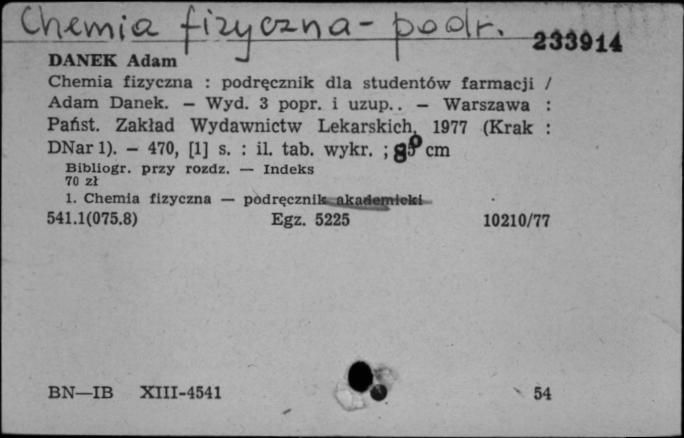 Chemia fizyczna - podr.
233914
DANEK Adam
Chemia fizyczna : podręcznik dla studentów farmacji /
Adam Danek. — Wyd. 3 popr. i uzup.. — Warszawa :
Państ. Zakład Wydawnictw Lekarskich, 1977 (Krak :
DNar 1). — 470, [1] s. : il. tab. wykr. ; 8° cm
Bibliogr. przy rozdz. — Indeks
70 zł
1. Chemia fizyczna — podręcznik akademicki
541.1(075.8) Egz. 5225 10210/77
BN—IB XIII-4541 54